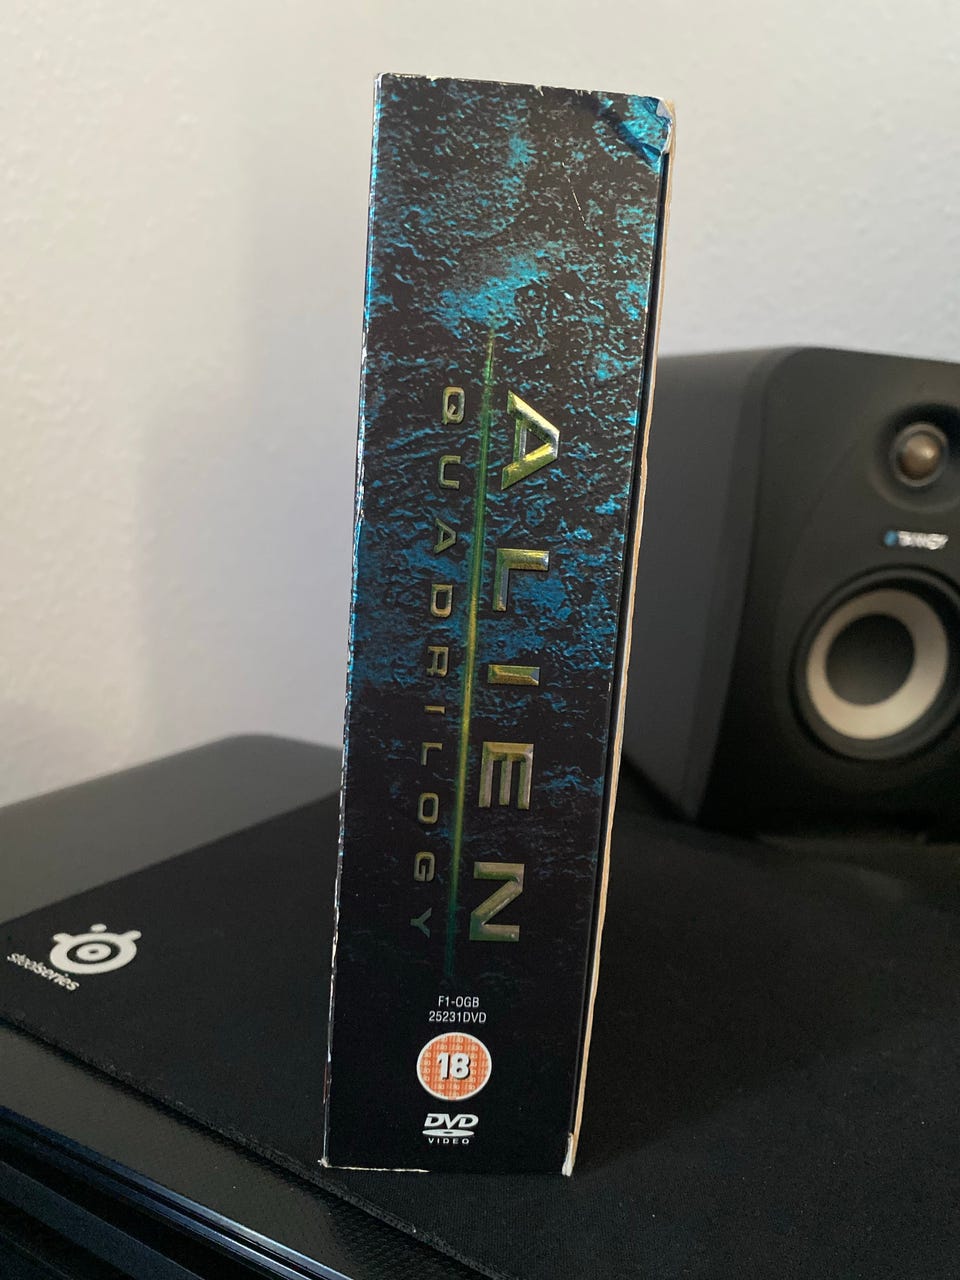 ALIEN
QUADRILOGY
F1-OGB
25231DVD
18
DVD
VIDEO
steelseries